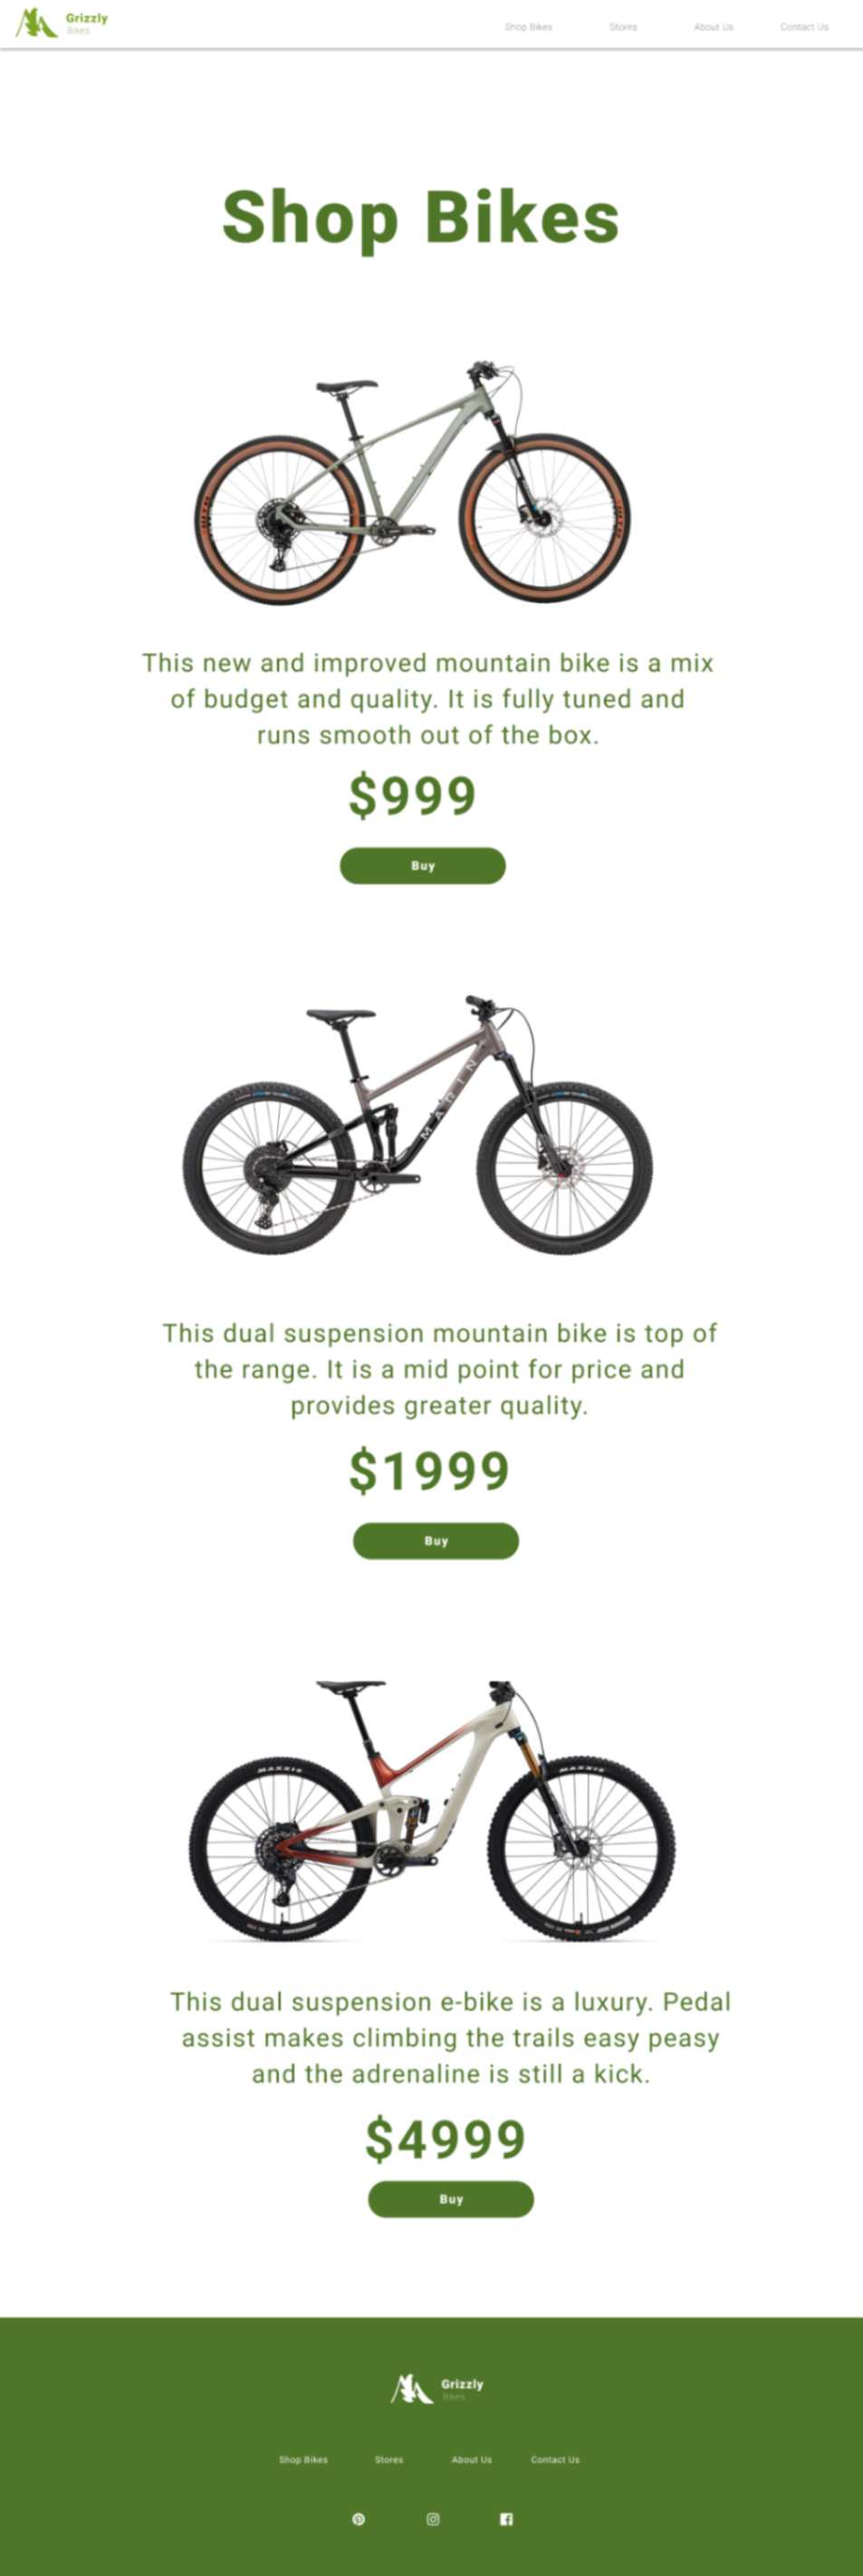 Grizzly
Bikes
Shop Bikes
Stores
About Us
Contact Us
Shop Bikes
This new and improved mountain bike is a mix
of budget and quality. It is fully tuned and
runs smooth out of the box.
$999
Buy
MARIN
This dual suspension mountain bike is top of
the range. It is a mid point for price and
provides greater quality.
$1999
Buy
MAXXIS
MAXXIS
This dual suspension e-bike is a luxury. Pedal
assist makes climbing the trails easy peasy
and the adrenaline is still a kick.
$4999
Buy
Grizzly
Bikes
Shop Bikes
Stores
About Us
Contact Us